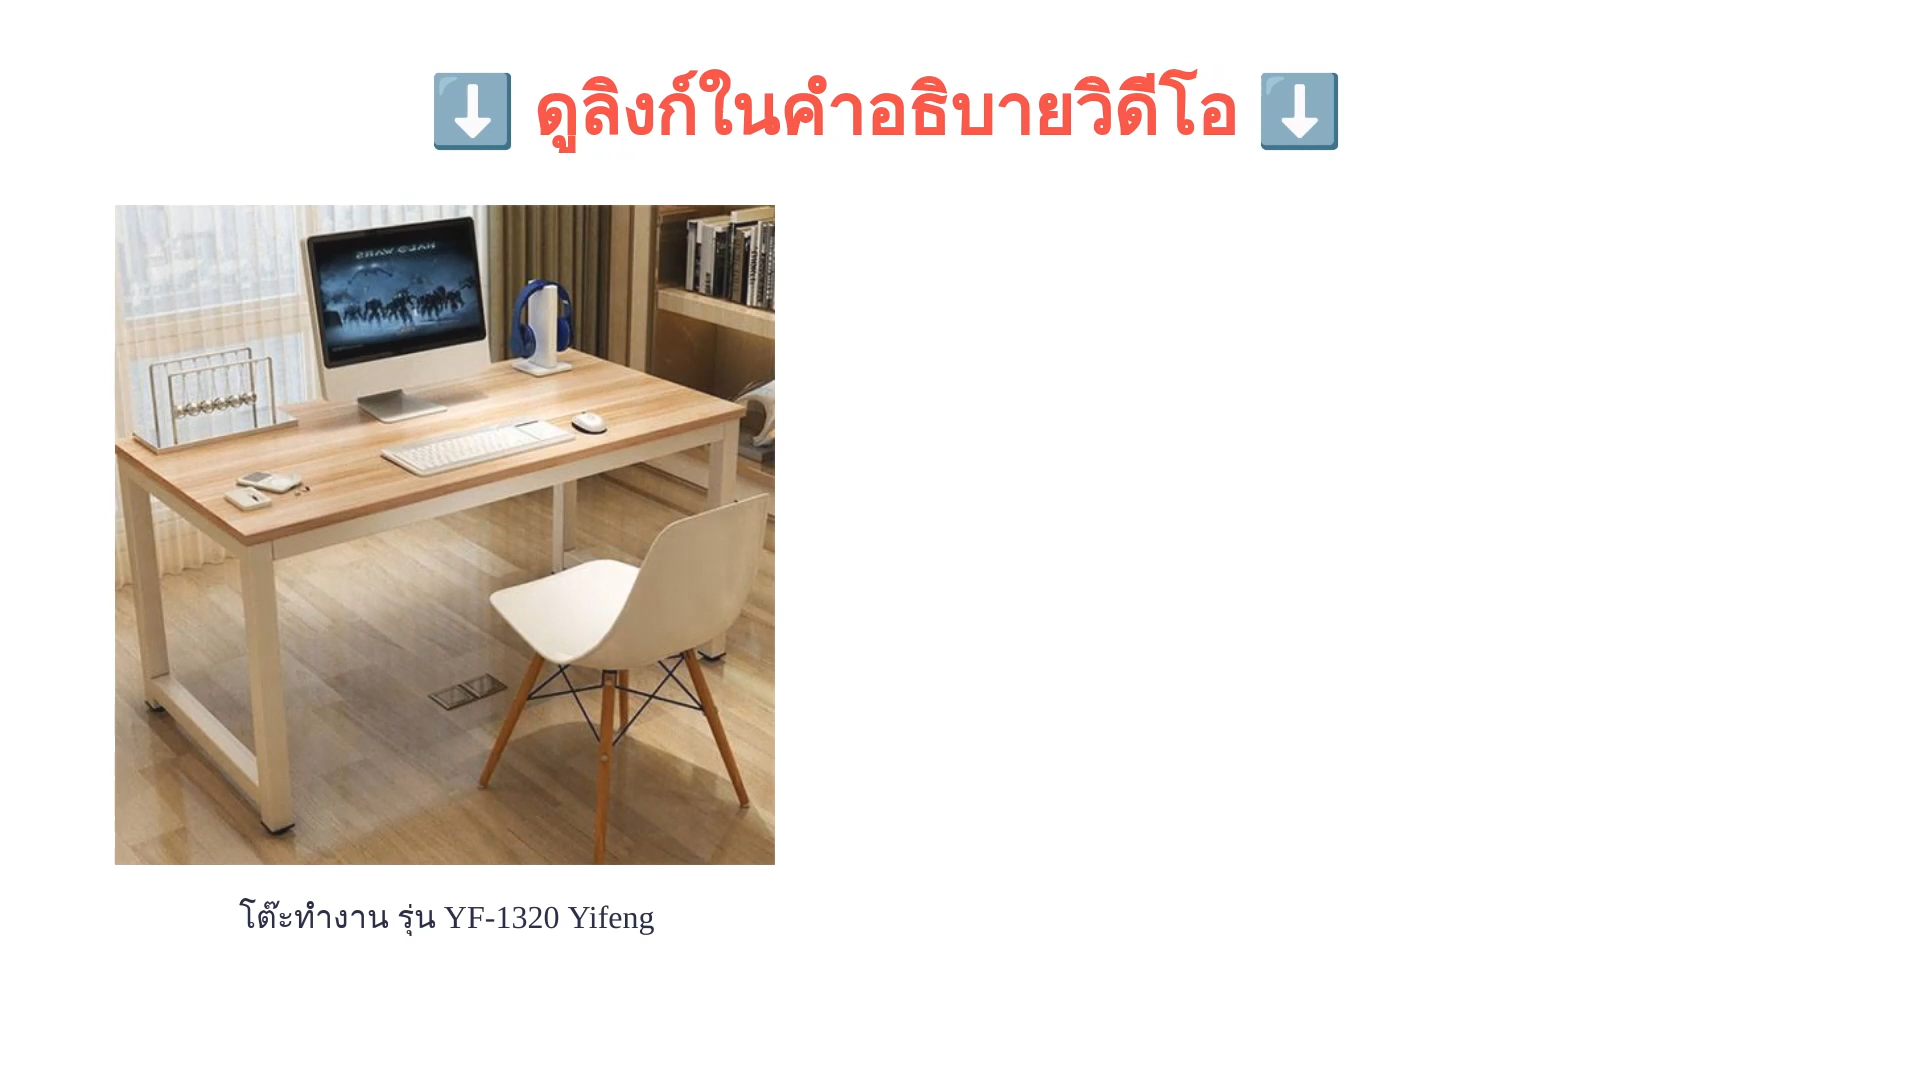 ⬇️ ดูลิงก์ในคำอธิบายวิดีโอ ⬇️
โต๊ะทำงาน รุ่น YF-1320 Yifeng